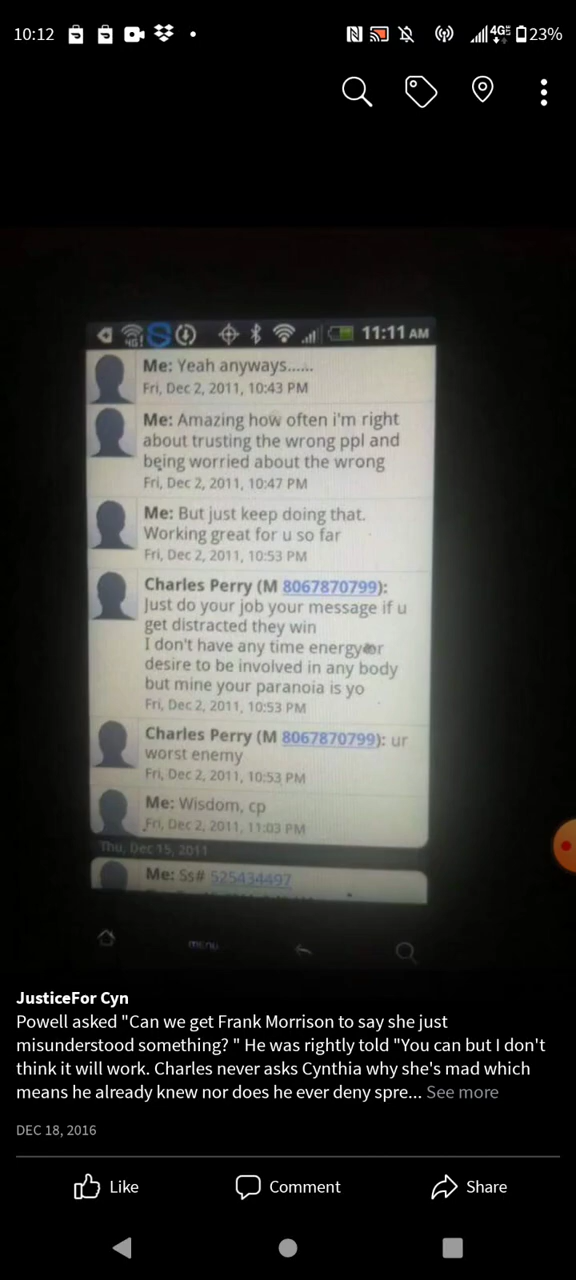 10:12
4G
23%
11:11 AM
Me: Yeah anyways......
Fri, Dec 2, 2011, 10:43 PM
Me: Amazing how often i'm right
about trusting the wrong ppl and
being worried about the wrong
Fri, Dec 2, 2011, 10:47 PM
Me: But just keep doing that.
Working great for u so far
Fri, Dec 2, 2011, 10:53 PM
Charles Perry (M 8067870799):
Just do your job your message if u
get distracted they win
I don't have any time energy or
desire to be involved in any body
but mine your paranoia is yo
Fri, Dec 2, 2011, 10:53 PM
Charles Perry (M 8067870799): ur
worst enemy
Fri, Dec 2, 2011, 10:53 PM
Me: Wisdom, cp
Fri, Dec 2, 2011, 11:03 PM
Thu, Dec 15, 2011
Me: Ss# 525434497
menu
JusticeFor Cyn
Powell asked "Can we get Frank Morrison to say she just
misunderstood something? " He was rightly told "You can but I don't
think it will work. Charles never asks Cynthia why she's mad which
means he already knew nor does he ever deny spre... See more
DEC 18, 2016
Like
Comment
Share